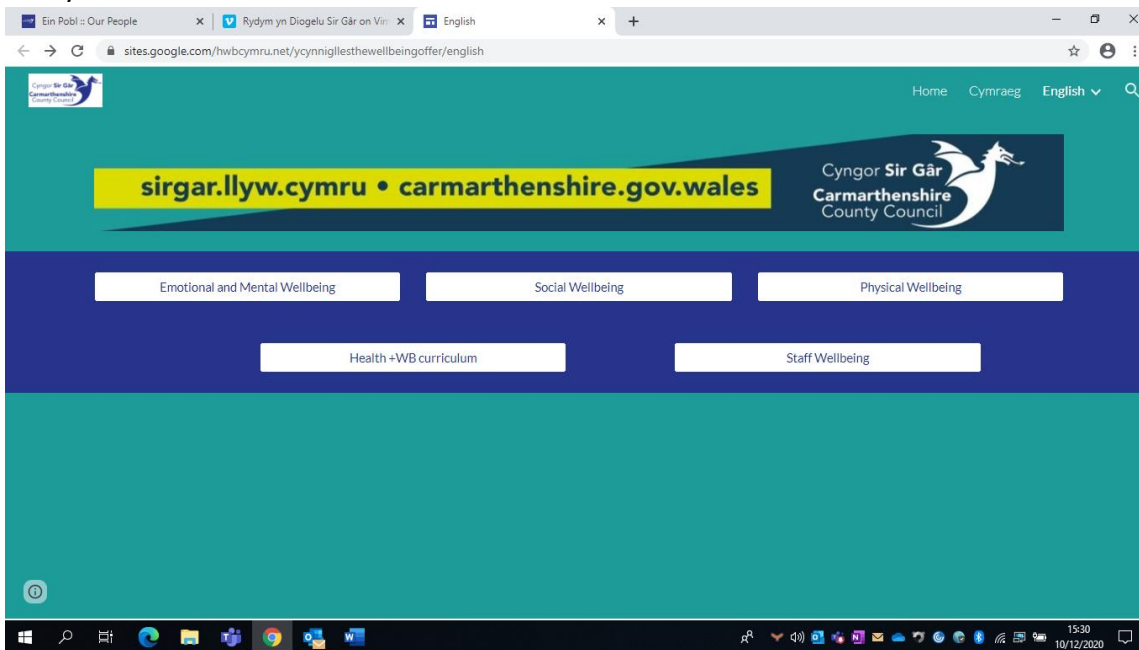 Ein Pobl :: Our People
Rydym yn Diogelu Sir Gâr on Vim
English
sites.google.com/hwbcymru.net/ycynnigllesthewellbeingoffer/english
Cyngor Sir Gâr
Carmarthenshire
County Council
Home Cymraeg English
sirgar.llyw.cymru • carmarthenshire.gov.wales
Cyngor Sir Gâr
Carmarthenshire
County Council
Emotional and Mental Wellbeing
Social Wellbeing
Physical Wellbeing
Health +WB curriculum
Staff Wellbeing
15:30
10/12/2020